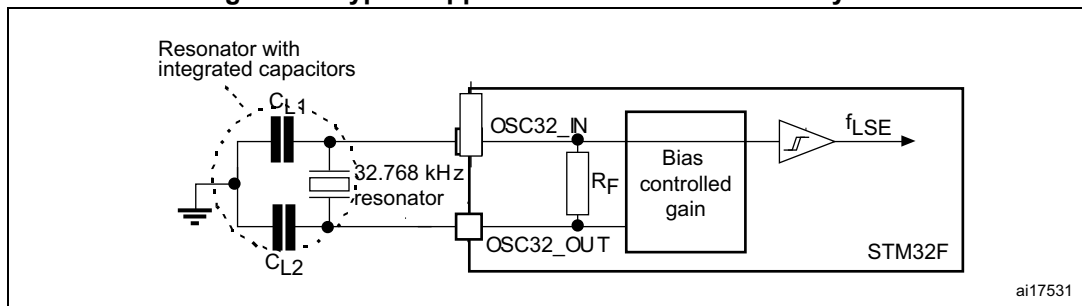 Resonator with
integrated capacitors
CL1
OSC32_IN
fLSE
32.768 kHz
resonator
RF
Bias
controlled
gain
OSC32_OUT
STM32F
CL2
ai17531